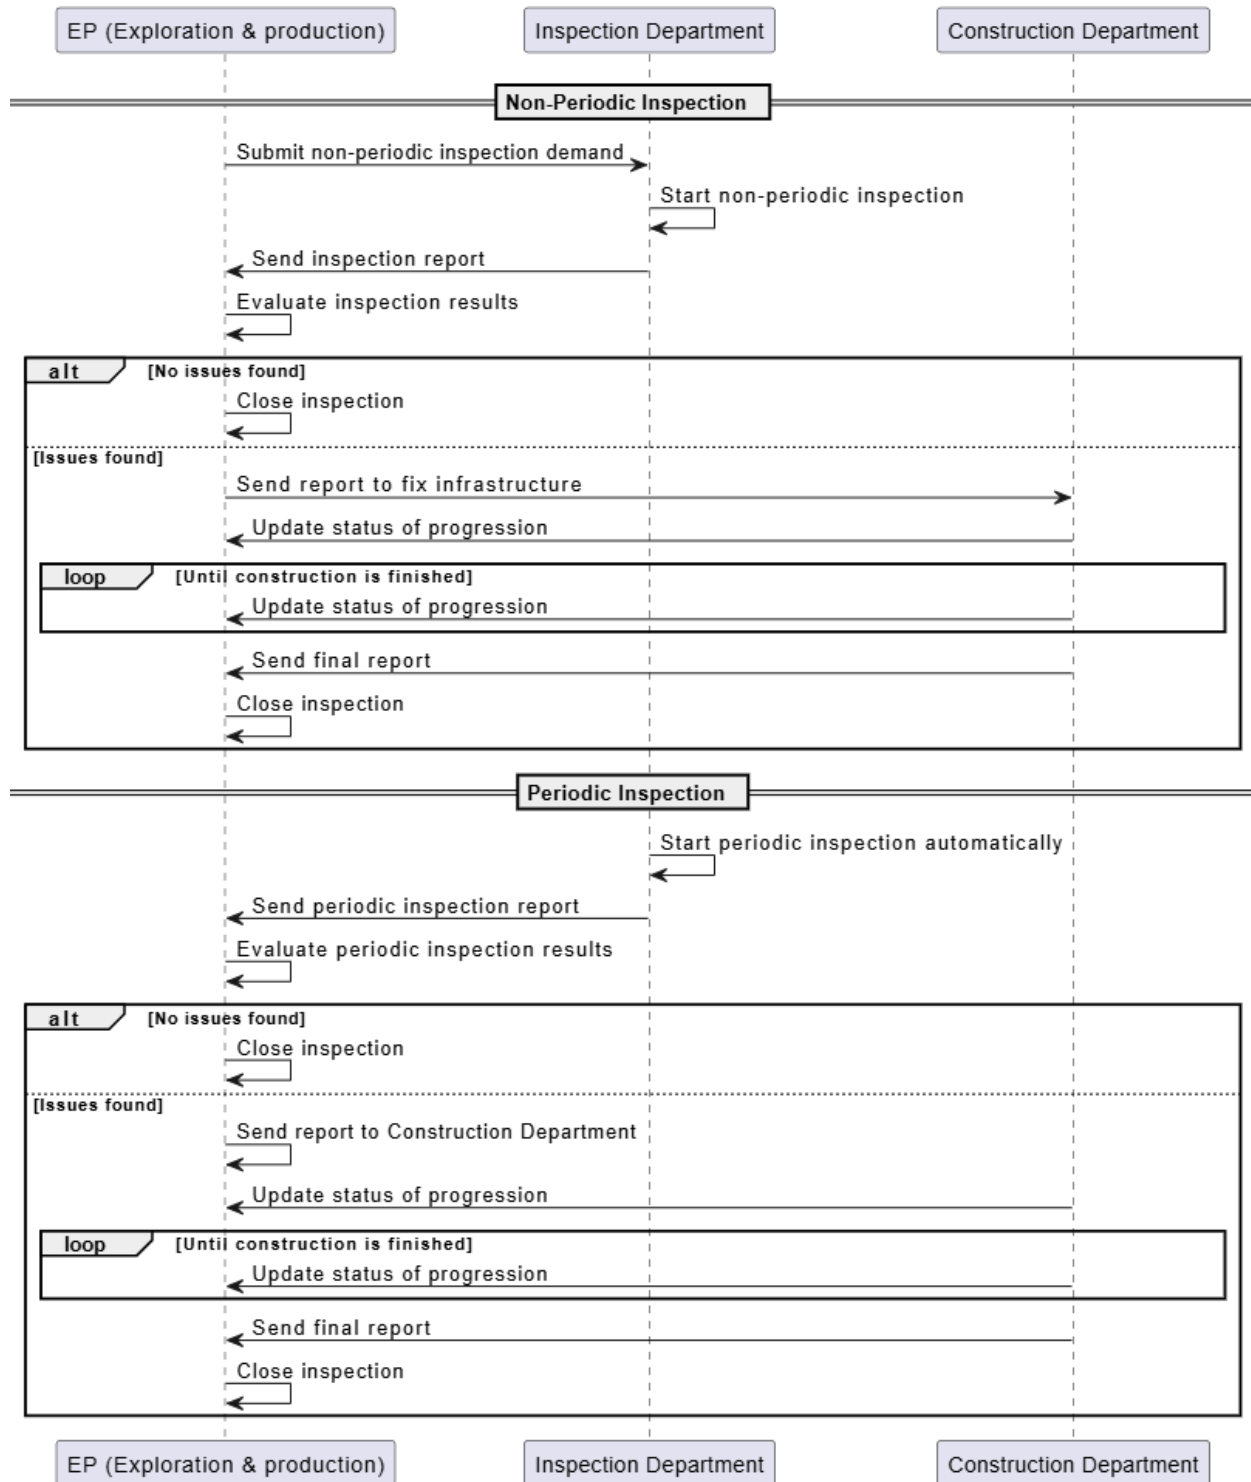 EP (Exploration & production)
Inspection Department
Construction Department
Non-Periodic Inspection
Submit non-periodic inspection demand
Start non-periodic inspection
Send inspection report
Evaluate inspection results
alt
[No issues found]
Close inspection
[Issues found]
Send report to fix infrastructure
Update status of progression
loop
[Until construction is finished]
Update status of progression
Send final report
Close inspection
Periodic Inspection
Start periodic inspection automatically
Send periodic inspection report
Evaluate periodic inspection results
alt
[No issues found]
Close inspection
[Issues found]
Send report to Construction Department
Update status of progression
loop
[Until construction is finished]
Update status of progression
Send final report
Close inspection
EP (Exploration & production)
Inspection Department
Construction Department